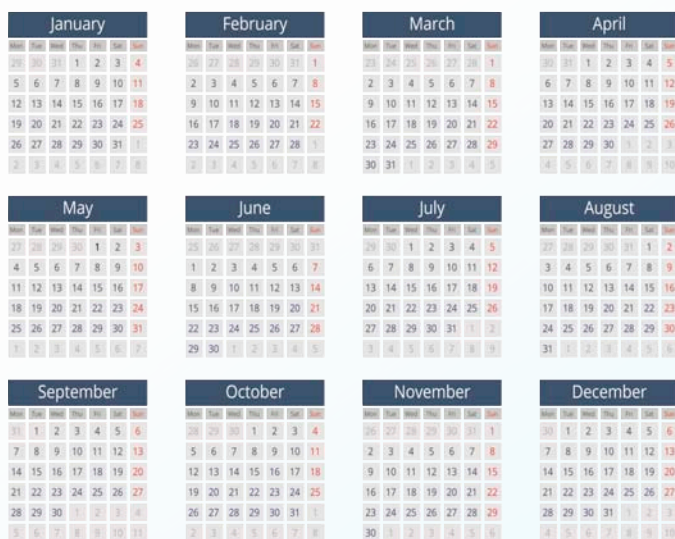 January
Mon Tue Wed Thu Fri Sat Sun
29 30 31 1 2 3 4
5 6 7 8 9 10 11
12 13 14 15 16 17 18
19 20 21 22 23 24 25
26 27 28 29 30 31 1
2 3 4 5 6 7 8
February
Mon Tue Wed Thu Fri Sat Sun
26 27 28 29 30 31 1
2 3 4 5 6 7 8
9 10 11 12 13 14 15
16 17 18 19 20 21 22
23 24 25 26 27 28 1
2 3 4 5 6 7 8
March
Mon Tue Wed Thu Fri Sat Sun
23 24 25 26 27 28 1
2 3 4 5 6 7 8
9 10 11 12 13 14 15
16 17 18 19 20 21 22
23 24 25 26 27 28 29
30 31 1 2 3 4 5
April
Mon Tue Wed Thu Fri Sat Sun
30 31 1 2 3 4 5
6 7 8 9 10 11 12
13 14 15 16 17 18 19
20 21 22 23 24 25 26
27 28 29 30 1 2 3
4 5 6 7 8 9 10
May
Mon Tue Wed Thu Fri Sat Sun
27 28 29 30 1 2 3
4 5 6 7 8 9 10
11 12 13 14 15 16 17
18 19 20 21 22 23 24
25 26 27 28 29 30 31
1 2 3 4 5 6 7
June
Mon Tue Wed Thu Fri Sat Sun
25 26 27 28 29 30 31
1 2 3 4 5 6 7
8 9 10 11 12 13 14
15 16 17 18 19 20 21
22 23 24 25 26 27 28
29 30 1 2 3 4 5
July
Mon Tue Wed Thu Fri Sat Sun
29 30 1 2 3 4 5
6 7 8 9 10 11 12
13 14 15 16 17 18 19
20 21 22 23 24 25 26
27 28 29 30 31 1 2
3 4 5 6 7 8 9
August
Mon Tue Wed Thu Fri Sat Sun
27 28 29 30 31 1 2
3 4 5 6 7 8 9
10 11 12 13 14 15 16
17 18 19 20 21 22 23
24 25 26 27 28 29 30
31 1 2 3 4 5 6
September
Mon Tue Wed Thu Fri Sat Sun
31 1 2 3 4 5 6
7 8 9 10 11 12 13
14 15 16 17 18 19 20
21 22 23 24 25 26 27
28 29 30 1 2 3 4
5 6 7 8 9 10 11
October
Mon Tue Wed Thu Fri Sat Sun
28 29 30 1 2 3 4
5 6 7 8 9 10 11
12 13 14 15 16 17 18
19 20 21 22 23 24 25
26 27 28 29 30 31 1
2 3 4 5 6 7 8
November
Mon Tue Wed Thu Fri Sat Sun
26 27 28 29 30 31 1
2 3 4 5 6 7 8
9 10 11 12 13 14 15
16 17 18 19 20 21 22
23 24 25 26 27 28 29
30 1 2 3 4 5 6
December
Mon Tue Wed Thu Fri Sat Sun
30 1 2 3 4 5 6
7 8 9 10 11 12 13
14 15 16 17 18 19 20
21 22 23 24 25 26 27
28 29 30 31 1 2 3
4 5 6 7 8 9 10